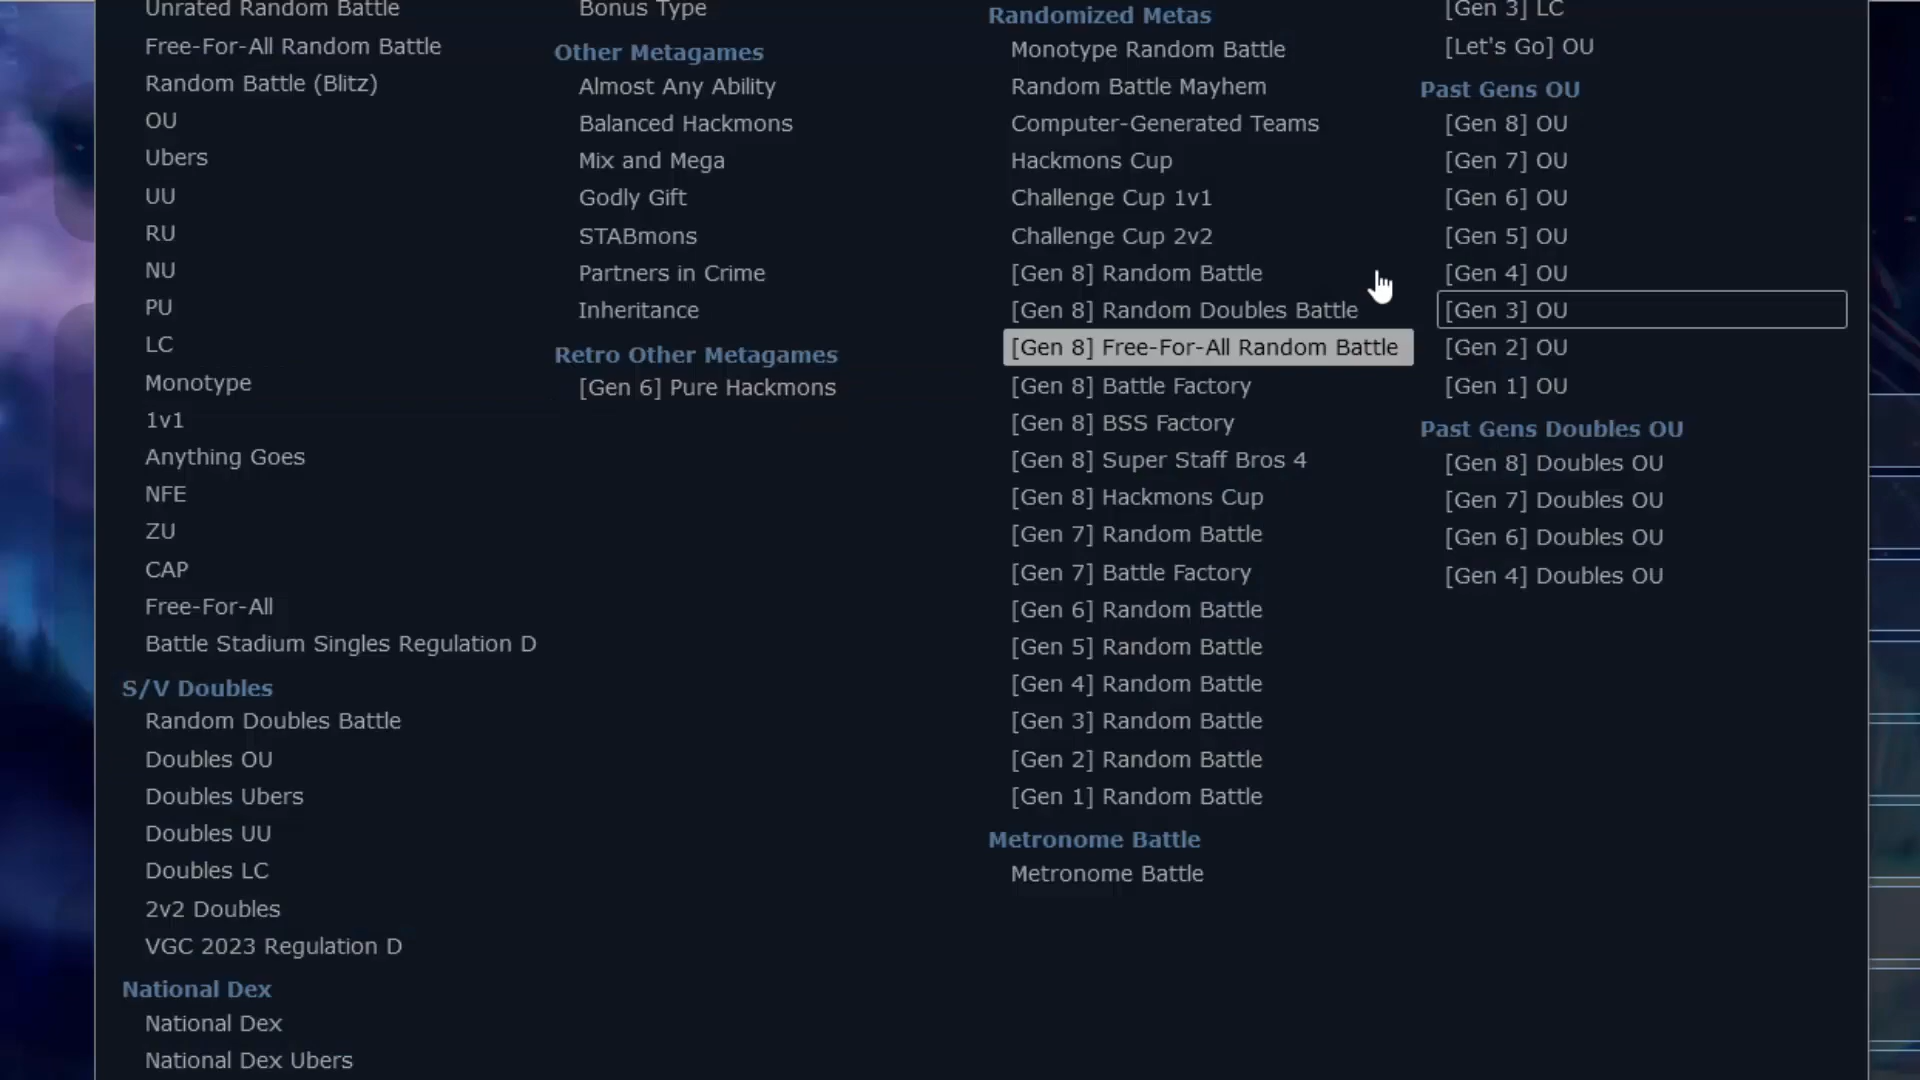 Unrated Random Battle
Free-For-All Random Battle
Random Battle (Blitz)
OU
Ubers
UU
RU
NU
PU
LC
Monotype
1v1
Anything Goes
NFE
ZU
CAP
Free-For-All
Battle Stadium Singles Regulation D
S/V Doubles
Random Doubles Battle
Doubles OU
Doubles Ubers
Doubles UU
Doubles LC
2v2 Doubles
VGC 2023 Regulation D
National Dex
National Dex
National Dex Ubers
Bonus Type
Other Metagames
Almost Any Ability
Balanced Hackmons
Mix and Mega
Godly Gift
STABmons
Partners in Crime
Inheritance
Retro Other Metagames
[Gen 6] Pure Hackmons
Randomized Metas
Monotype Random Battle
Random Battle Mayhem
Computer-Generated Teams
Hackmons Cup
Challenge Cup 1v1
Challenge Cup 2v2
[Gen 8] Random Battle
[Gen 8] Random Doubles Battle
[Gen 8] Free-For-All Random Battle
[Gen 8] Battle Factory
[Gen 8] BSS Factory
[Gen 8] Super Staff Bros 4
[Gen 8] Hackmons Cup
[Gen 7] Random Battle
[Gen 7] Battle Factory
[Gen 6] Random Battle
[Gen 5] Random Battle
[Gen 4] Random Battle
[Gen 3] Random Battle
[Gen 2] Random Battle
[Gen 1] Random Battle
Metronome Battle
Metronome Battle
[Gen 3] LC
[Let's Go] OU
Past Gens OU
[Gen 8] OU
[Gen 7] OU
[Gen 6] OU
[Gen 5] OU
[Gen 4] OU
[Gen 3] OU
[Gen 2] OU
[Gen 1] OU
Past Gens Doubles OU
[Gen 8] Doubles OU
[Gen 7] Doubles OU
[Gen 6] Doubles OU
[Gen 4] Doubles OU